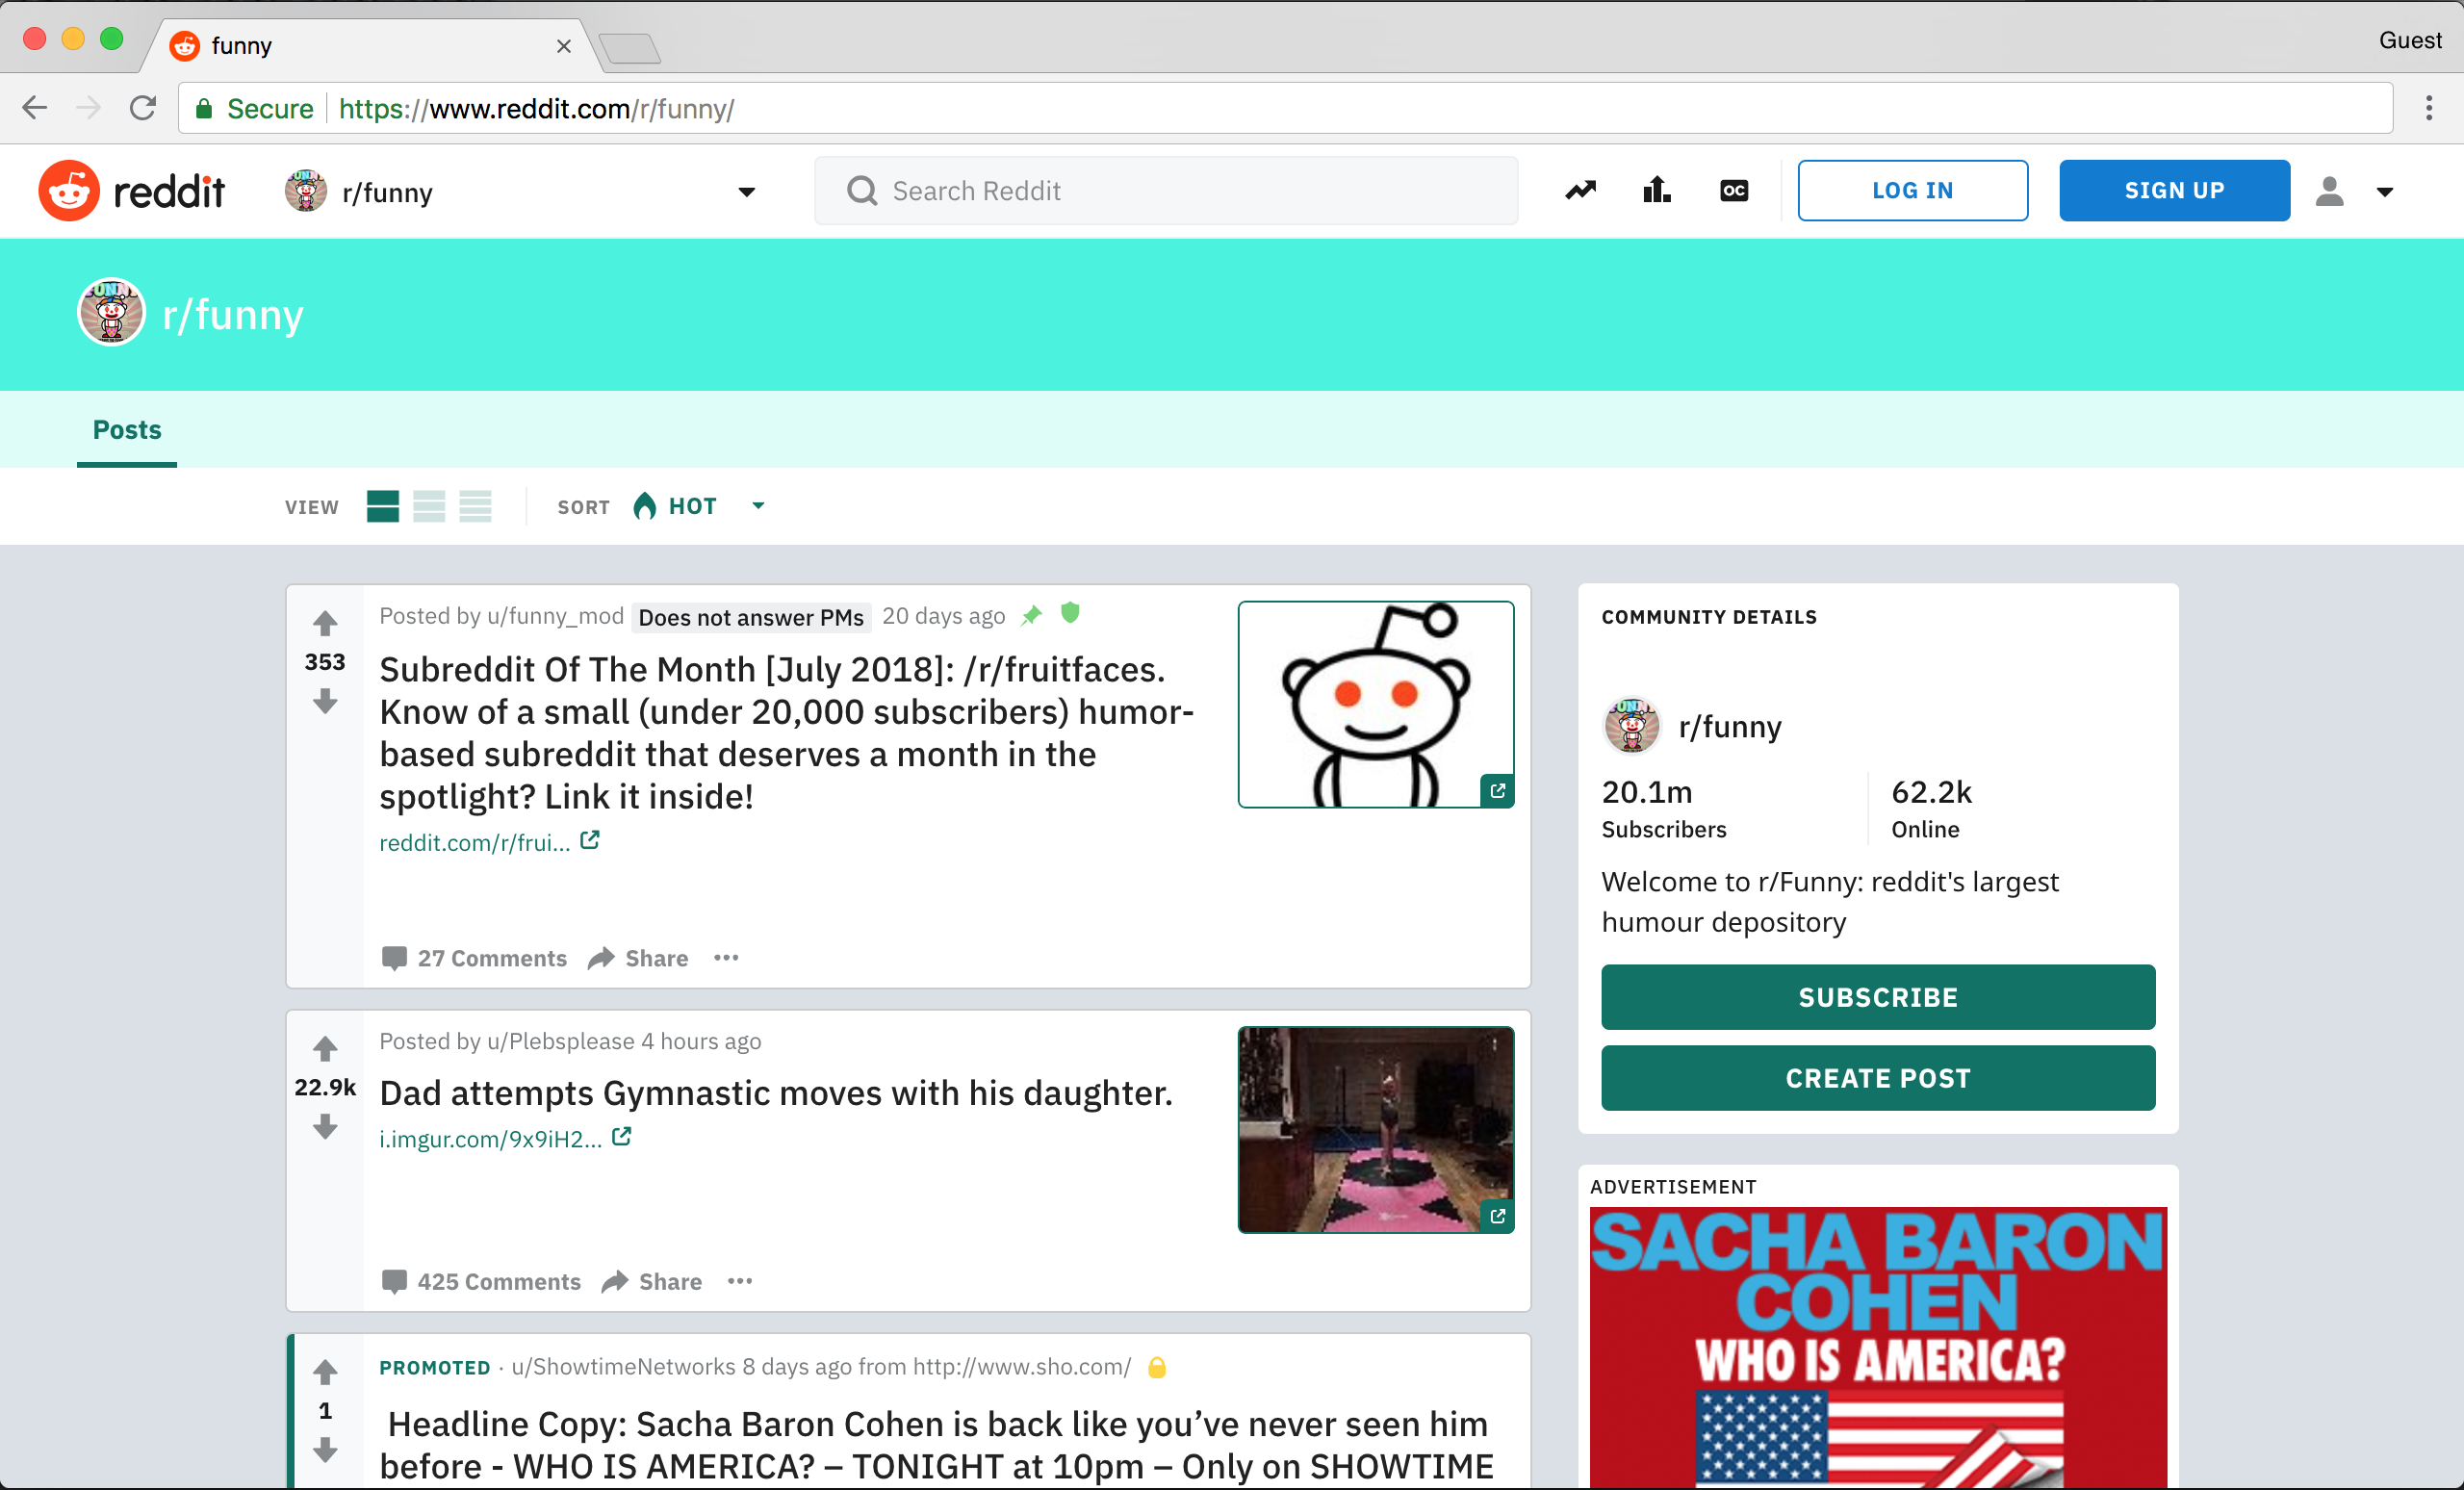 funny
Guest
Secure https://www.reddit.com/r/funny/
reddit r/funny Search Reddit OC LOG IN SIGN UP
FUNNY
r/funny
Posts
VIEW SORT HOT
Posted by u/funny_mod Does not answer PMs 20 days ago
353
Subreddit Of The Month [July 2018]: /r/fruitfaces.
Know of a small (under 20,000 subscribers) humor-
based subreddit that deserves a month in the
spotlight? Link it inside!
reddit.com/r/frui...
27 Comments Share
Posted by u/Plebsplease 4 hours ago
22.9k
Dad attempts Gymnastic moves with his daughter.
i.imgur.com/9x9iH2...
425 Comments Share
PROMOTED · u/ShowtimeNetworks 8 days ago from http://www.sho.com/
1
Headline Copy: Sacha Baron Cohen is back like you’ve never seen him
before - WHO IS AMERICA? – TONIGHT at 10pm – Only on SHOWTIME
COMMUNITY DETAILS
r/funny
20.1m 62.2k
Subscribers Online
Welcome to r/Funny: reddit's largest
humour depository
SUBSCRIBE
CREATE POST
ADVERTISEMENT
SACHA BARON
COHEN
WHO IS AMERICA?